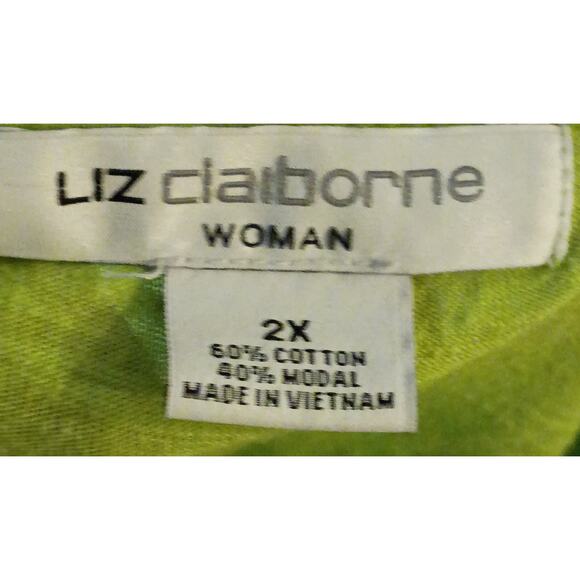 LIZ claiborne
WOMAN
2X
60% COTTON
40% MODAL
MADE IN VIETNAM